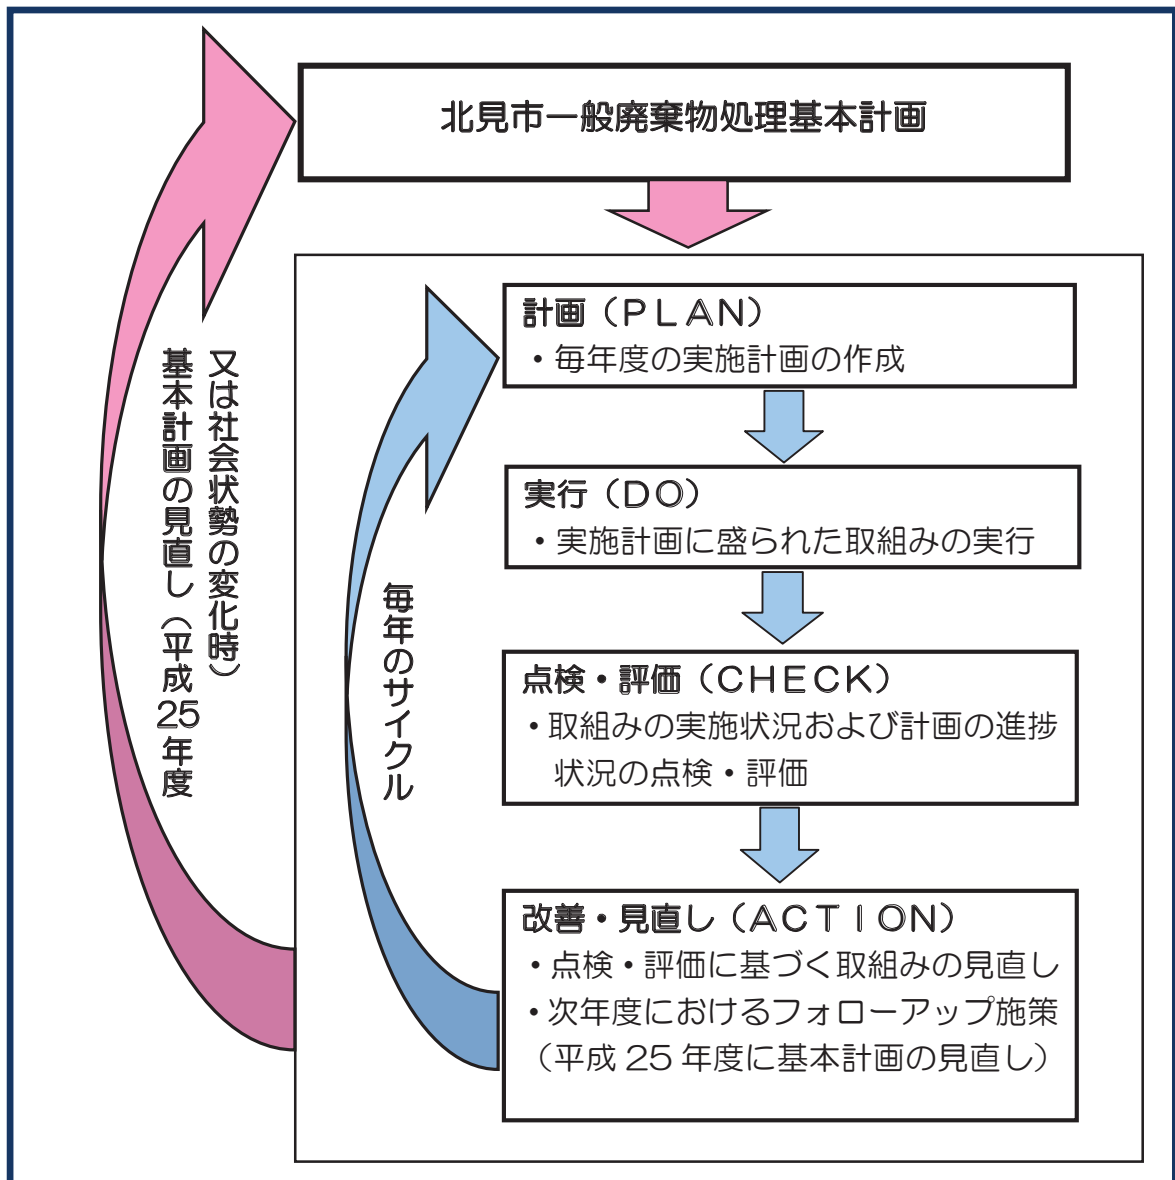 北見市一般廃棄物処理基本計画
計画（ＰＬＡＮ）
・毎年度の実施計画の作成
実行（ＤＯ）
・実施計画に盛られた取組みの実行
点検・評価（ＣＨＥＣＫ）
・取組みの実施状況および計画の進捗
状況の点検・評価
改善・見直し（ＡＣＴＩＯＮ）
・点検・評価に基づく取組みの見直し
・次年度におけるフォローアップ施策
（平成 25 年度に基本計画の見直し）
毎年のサイクル
基本計画の見直し（平成 25 年度
又は社会状勢の変化時）